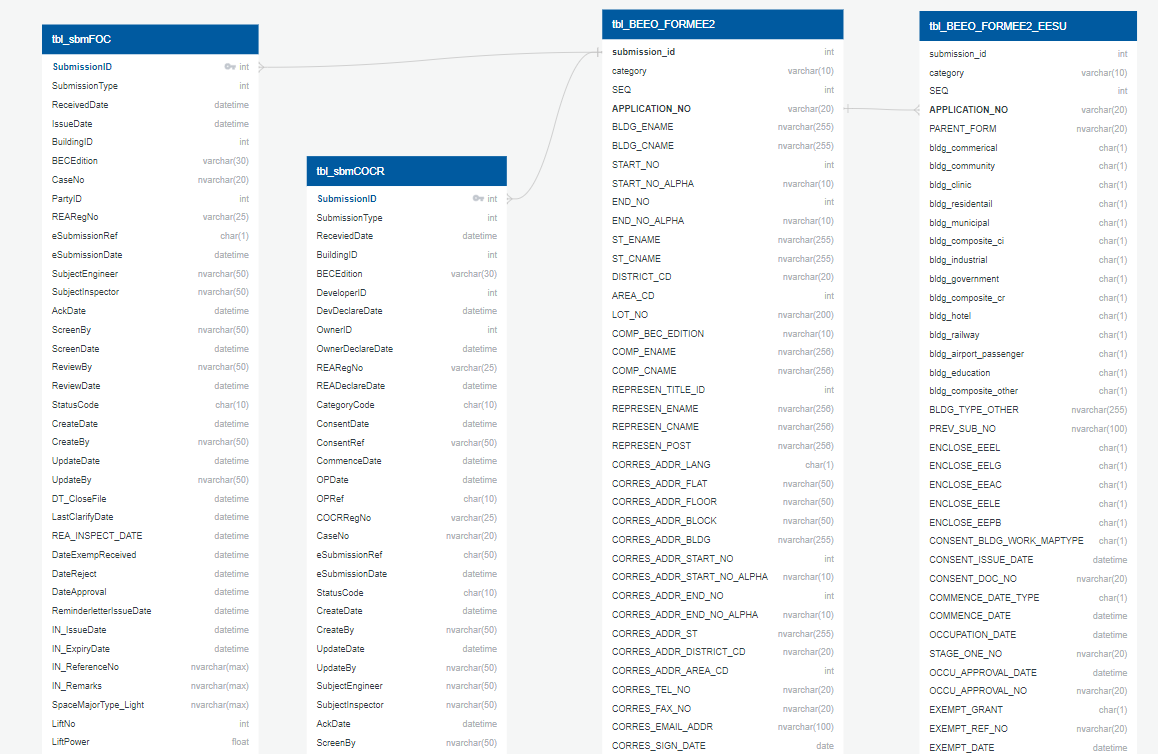 tbl_sbmFOC
SubmissionID int
SubmissionType int
ReceivedDate datetime
IssueDate datetime
BuildingID int
BECEdition varchar(30)
CaseNo nvarchar(20)
PartyID int
REARegNo varchar(25)
eSubmissionRef char(1)
eSubmissionDate datetime
SubjectEngineer nvarchar(50)
SubjectInspector nvarchar(50)
AckDate datetime
ScreenBy nvarchar(50)
ScreenDate datetime
ReviewBy nvarchar(50)
ReviewDate datetime
StatusCode char(10)
CreateDate datetime
CreateBy nvarchar(50)
UpdateDate datetime
UpdateBy nvarchar(50)
DT_CloseFile datetime
LastClarifyDate datetime
REA_INSPECT_DATE datetime
DateExempReceived datetime
DateReject datetime
DateApproval datetime
ReminderletterIssueDate datetime
IN_IssueDate datetime
IN_ExpiryDate datetime
IN_ReferenceNo nvarchar(max)
IN_Remarks nvarchar(max)
SpaceMajorType_Light nvarchar(max)
LiftNo int
LiftPower float
tbl_sbmCOCR
SubmissionID int
SubmissionType int
ReceviedDate datetime
BuildingID int
BECEdition varchar(30)
DeveloperID int
DevDeclareDate datetime
OwnerID int
OwnerDeclareDate datetime
REARegNo varchar(25)
READeclareDate datetime
CategoryCode char(10)
ConsentDate datetime
ConsentRef varchar(50)
CommenceDate datetime
OPDate datetime
OPRef char(10)
COCRRegNo varchar(25)
CaseNo nvarchar(20)
eSubmissionRef char(50)
eSubmissionDate datetime
StatusCode char(10)
CreateDate datetime
CreateBy nvarchar(50)
UpdateDate datetime
UpdateBy nvarchar(50)
SubjectEngineer nvarchar(50)
SubjectInspector nvarchar(50)
AckDate datetime
ScreenBy nvarchar(50)
tbl_BEEO_FORMEE2
submission_id int
category varchar(10)
SEQ int
APPLICATION_NO varchar(20)
BLDG_ENAME nvarchar(255)
BLDG_CNAME nvarchar(255)
START_NO int
START_NO_ALPHA nvarchar(10)
END_NO int
END_NO_ALPHA nvarchar(10)
ST_ENAME nvarchar(255)
ST_CNAME nvarchar(255)
DISTRICT_CD nvarchar(20)
AREA_CD int
LOT_NO nvarchar(200)
COMP_BEC_EDITION nvarchar(10)
COMP_ENAME nvarchar(256)
COMP_CNAME nvarchar(256)
REPRESEN_TITLE_ID int
REPRESEN_ENAME nvarchar(256)
REPRESEN_CNAME nvarchar(256)
REPRESEN_POST nvarchar(256)
CORRES_ADDR_LANG char(1)
CORRES_ADDR_FLAT nvarchar(50)
CORRES_ADDR_FLOOR nvarchar(50)
CORRES_ADDR_BLOCK nvarchar(50)
CORRES_ADDR_BLDG nvarchar(255)
CORRES_ADDR_START_NO int
CORRES_ADDR_START_NO_ALPHA nvarchar(10)
CORRES_ADDR_END_NO int
CORRES_ADDR_END_NO_ALPHA nvarchar(10)
CORRES_ADDR_ST nvarchar(255)
CORRES_ADDR_DISTRICT_CD nvarchar(20)
CORRES_ADDR_AREA_CD int
CORRES_TEL_NO nvarchar(20)
CORRES_FAX_NO nvarchar(20)
CORRES_EMAIL_ADDR nvarchar(100)
CORRES_SIGN_DATE date
tbl_BEEO_FORMEE2_EESU
submission_id int
category varchar(10)
SEQ int
APPLICATION_NO varchar(20)
PARENT_FORM nvarchar(20)
bldg_commerical char(1)
bldg_community char(1)
bldg_clinic char(1)
bldg_residentail char(1)
bldg_municipal char(1)
bldg_composite_ci char(1)
bldg_industrial char(1)
bldg_government char(1)
bldg_composite_cr char(1)
bldg_hotel char(1)
bldg_railway char(1)
bldg_airport_passenger char(1)
bldg_education char(1)
bldg_composite_other char(1)
BLDG_TYPE_OTHER nvarchar(255)
PREV_SUB_NO nvarchar(100)
ENCLOSE_EEEL char(1)
ENCLOSE_EELG char(1)
ENCLOSE_EEAC char(1)
ENCLOSE_EELE char(1)
ENCLOSE_EEPB char(1)
CONSENT_BLDG_WORK_MAPTYPE char(1)
CONSENT_ISSUE_DATE datetime
CONSENT_DOC_NO nvarchar(20)
COMMENCE_DATE_TYPE char(1)
COMMENCE_DATE datetime
OCCUPATION_DATE datetime
STAGE_ONE_NO nvarchar(20)
OCCU_APPROVAL_DATE datetime
OCCU_APPROVAL_NO nvarchar(20)
EXEMPT_GRANT char(1)
EXEMPT_REF_NO nvarchar(20)
EXEMPT_DATE datetime